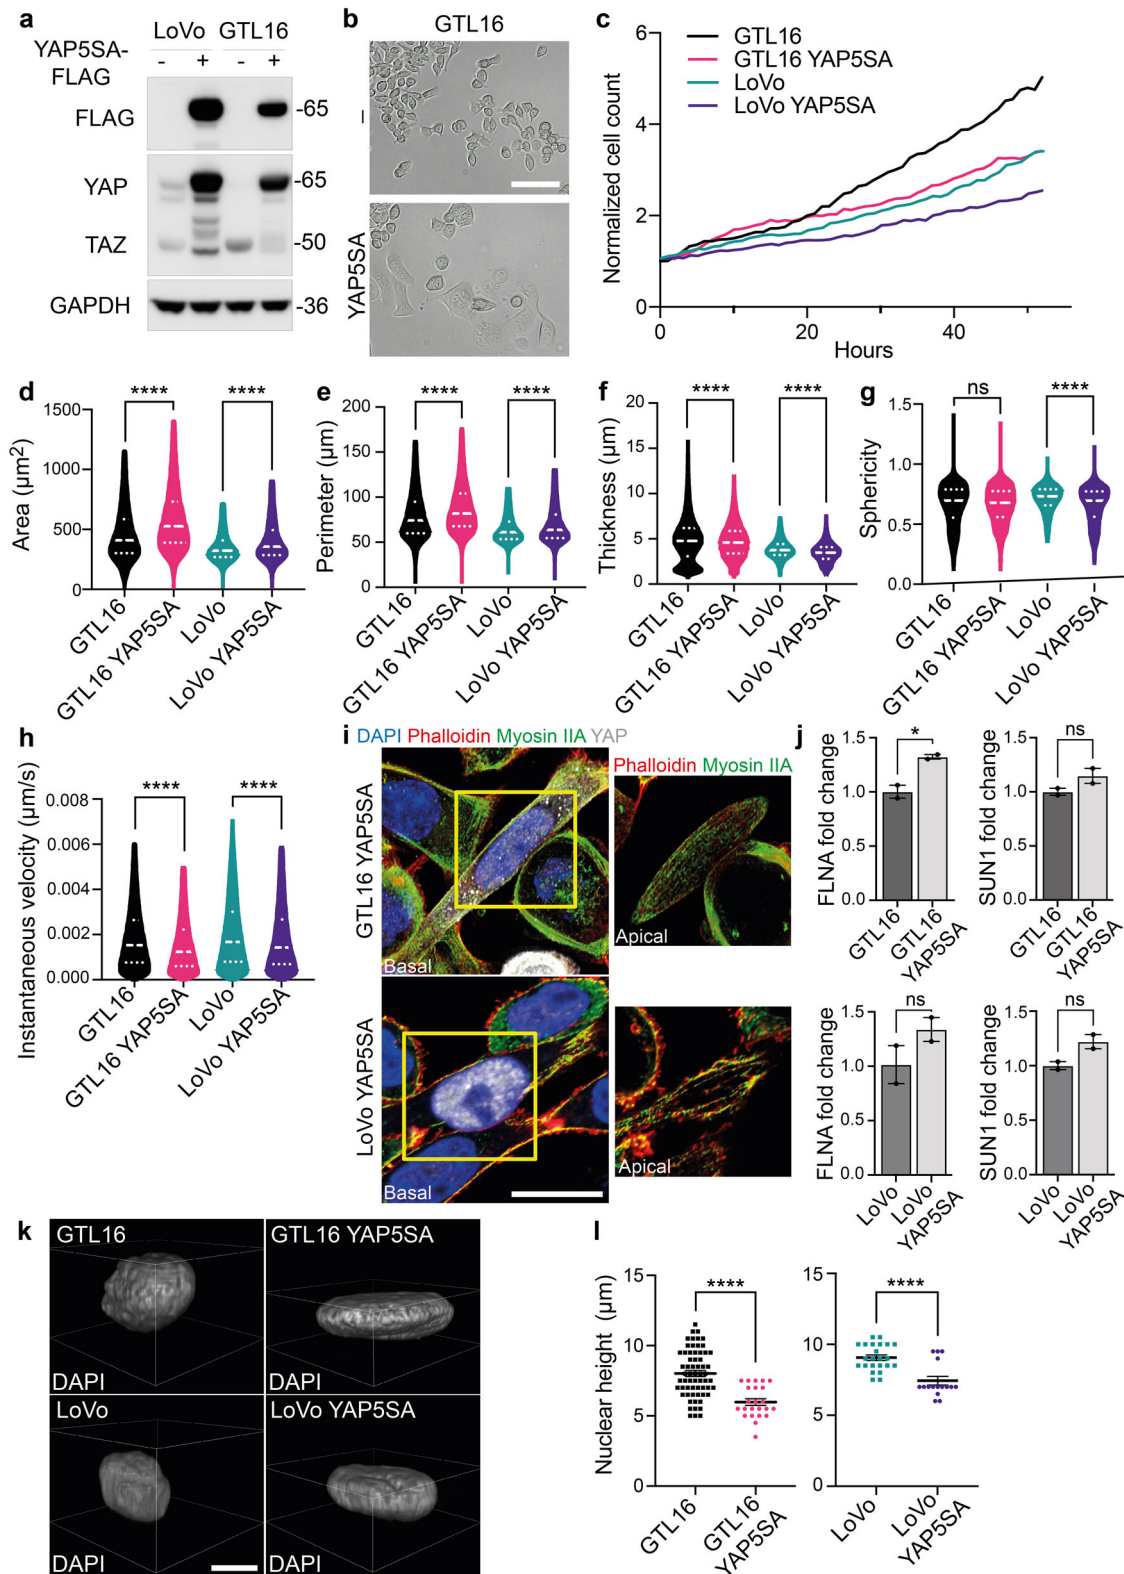 a
LoVo GTL16
YAP5SA-
FLAG
- + - +
FLAG
-65
YAP
-65
TAZ
-50
GAPDH
-36
b
GTL16
–
YAP5SA
c
GTL16
GTL16 YAP5SA
LoVo
LoVo YAP5SA
Normalized cell count
6
4
2
0
0 20 40
Hours
d
**** ****
Area (µm²)
1500
1000
500
0
GTL16
GTL16 YAP5SA
LoVo
LoVo YAP5SA
e
**** ****
Perimeter (µm)
200
150
100
50
0
GTL16
GTL16 YAP5SA
LoVo
LoVo YAP5SA
f
**** ****
Thickness (µm)
20
15
10
5
0
GTL16
GTL16 YAP5SA
LoVo
LoVo YAP5SA
g
ns ****
Sphericity
1.5
1.0
0.5
0.0
GTL16
GTL16 YAP5SA
LoVo
LoVo YAP5SA
h
**** ****
Instantaneous velocity (µm/s)
0.008
0.006
0.004
0.002
0.000
GTL16
GTL16 YAP5SA
LoVo
LoVo YAP5SA
i
DAPI Phalloidin Myosin IIA YAP
Phalloidin Myosin IIA
GTL16 YAP5SA
Basal
Apical
LoVo YAP5SA
Basal
Apical
j
*
FLNA fold change
1.5
1.0
0.5
0.0
GTL16
GTL16
YAP5SA
ns
SUN1 fold change
1.5
1.0
0.5
0.0
GTL16
GTL16
YAP5SA
ns
FLNA fold change
1.5
1.0
0.5
0.0
LoVo
LoVo
YAP5SA
ns
SUN1 fold change
1.5
1.0
0.5
0.0
LoVo
LoVo
YAP5SA
k
GTL16
DAPI
GTL16 YAP5SA
DAPI
LoVo
DAPI
LoVo YAP5SA
DAPI
l
****
Nuclear height (µm)
15
10
5
0
GTL16
GTL16
YAP5SA
****
15
10
5
0
LoVo
LoVo
YAP5SA